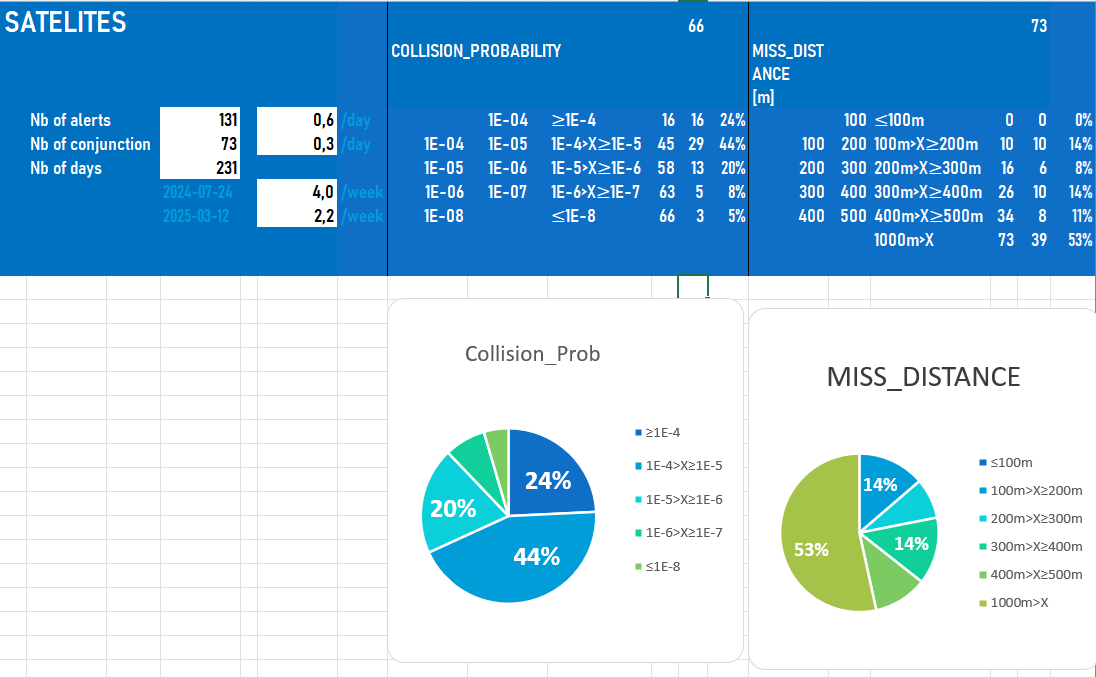 SATELITES
66
73
COLLISION_PROBABILITY
MISS_DIST
ANCE
[m]
Nb of alerts 131 0,6 /day 1E-04 ≥1E-4 16 16 24% 100 ≤100m 0 0 0%
Nb of conjunction 73 0,3 /day 1E-04 1E-05 1E-4>X≥1E-5 45 29 44% 100 200 100m>X≥200m 10 10 14%
Nb of days 231 1E-05 1E-06 1E-5>X≥1E-6 58 13 20% 200 300 200m>X≥300m 16 6 8%
2024-07-24 4,0 /week 1E-06 1E-07 1E-6>X≥1E-7 63 5 8% 300 400 300m>X≥400m 26 10 14%
2025-03-12 2,2 /week 1E-08 ≤1E-8 66 3 5% 400 500 400m>X≥500m 34 8 11%
1000m>X 73 39 53%
Collision_Prob
≥1E-4
1E-4>X≥1E-5
1E-5>X≥1E-6
1E-6>X≥1E-7
≤1E-8
24%
20%
44%
MISS_DISTANCE
≤100m
100m>X≥200m
200m>X≥300m
300m>X≥400m
400m>X≥500m
1000m>X
14%
14%
53%